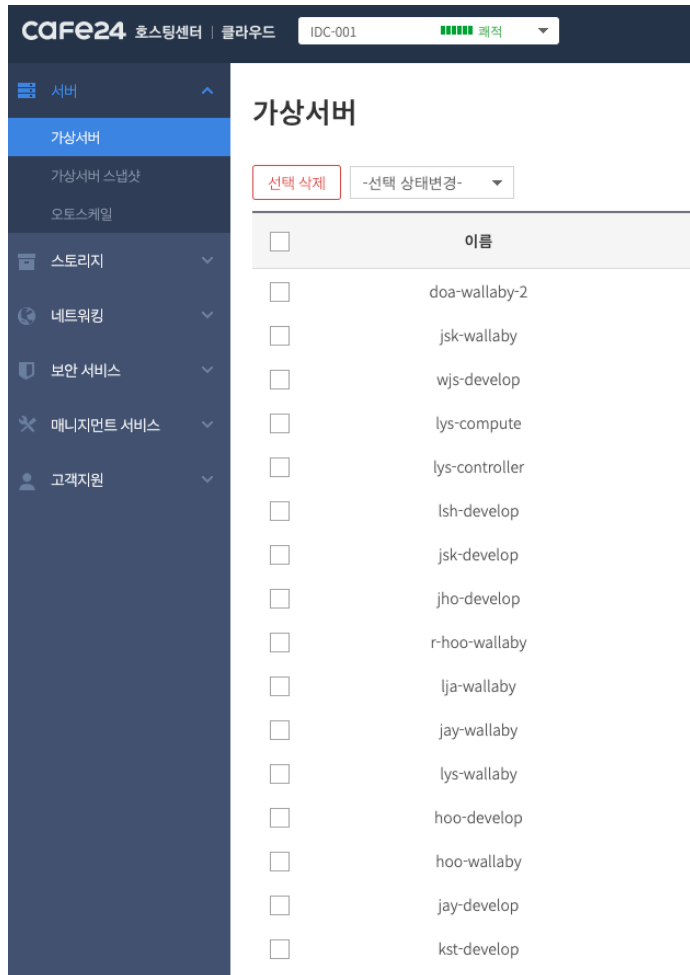 cafe24 호스팅센터 | 클라우드 IDC-001 쾌적
서버
가상서버
가상서버 스냅샷
오토스케일
스토리지
네트워킹
보안 서비스
매니지먼트 서비스
고객지원
가상서버
선택 삭제 -선택 상태변경-
이름
doa-wallaby-2
jsk-wallaby
wjs-develop
lys-compute
lys-controller
lsh-develop
jsk-develop
jho-develop
r-hoo-wallaby
lja-wallaby
jay-wallaby
lys-wallaby
hoo-develop
hoo-wallaby
jay-develop
kst-develop